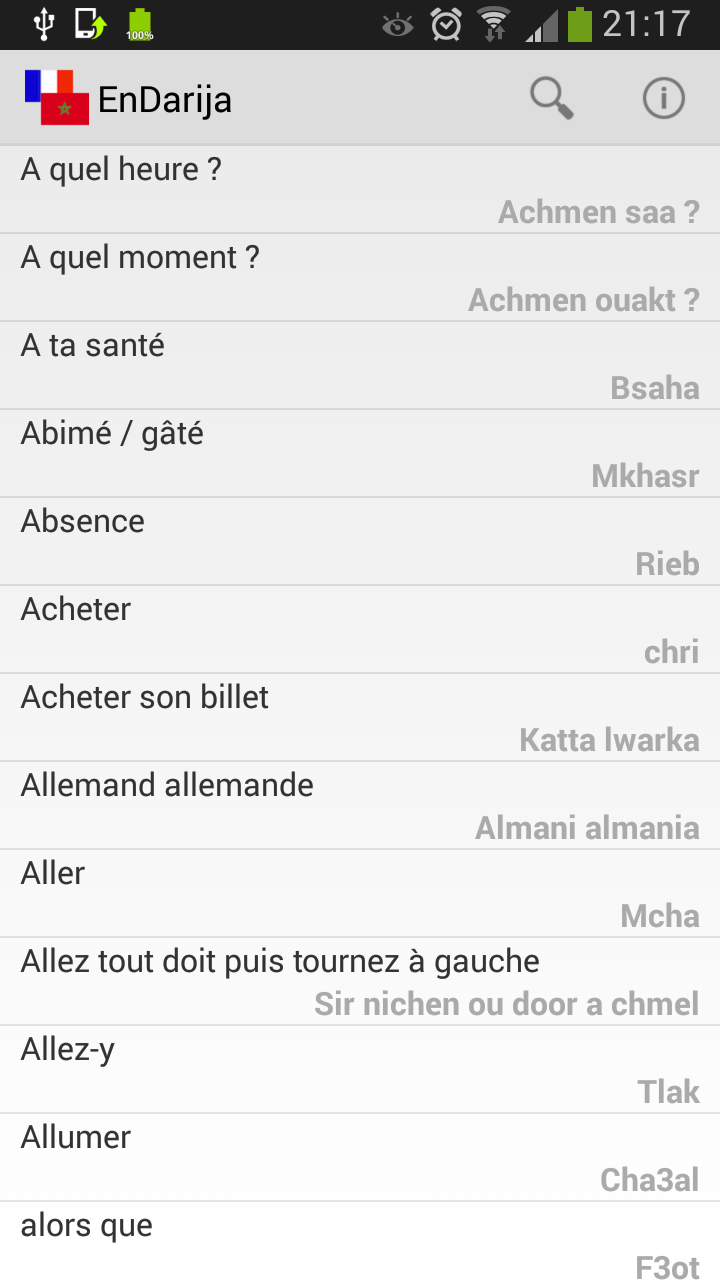 100%
21:17
EnDarija
A quel heure ?
Achmen saa ?
A quel moment ?
Achmen ouakt ?
A ta santé
Bsaha
Abimé / gâté
Mkhasr
Absence
Rieb
Acheter
chri
Acheter son billet
Katta lwarka
Allemand allemande
Almani almania
Aller
Mcha
Allez tout doit puis tournez à gauche
Sir nichen ou door a chmel
Allez-y
Tlak
Allumer
Cha3al
alors que
F3ot